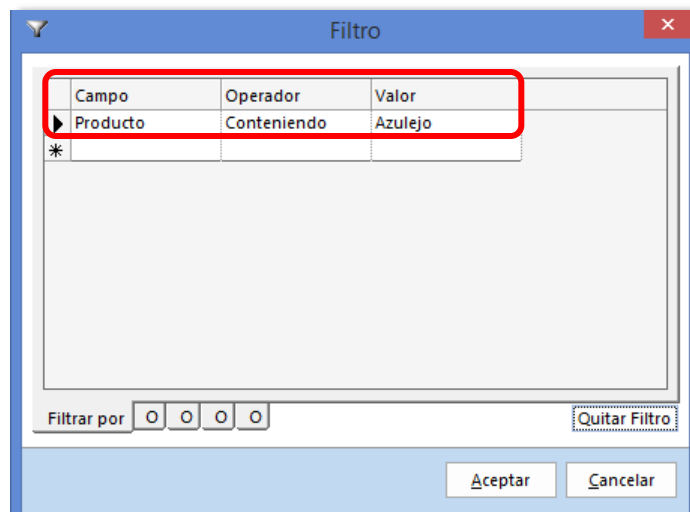 Filtro
Campo Operador Valor
Producto Conteniendo Azulejo
Filtrar por O O O O Quitar Filtro
Aceptar Cancelar